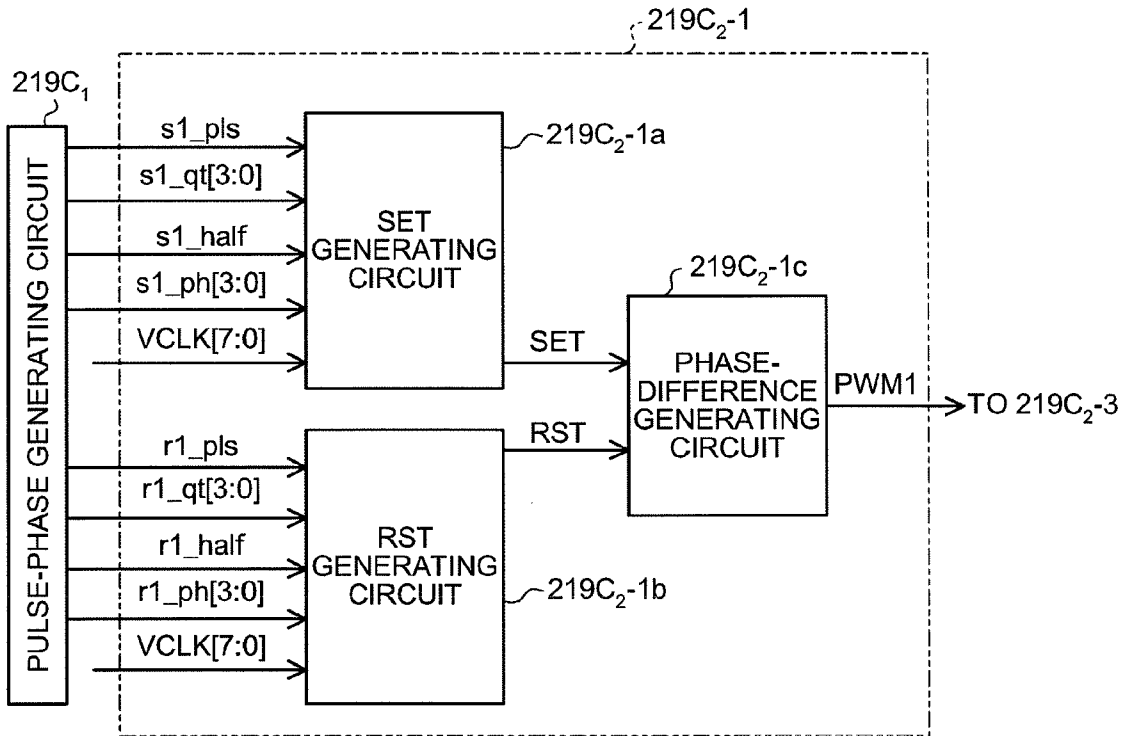 219C₂-1
219C₁
PULSE-PHASE GENERATING CIRCUIT
s1_pls
s1_qt[3:0]
s1_half
s1_ph[3:0]
VCLK[7:0]
SET
GENERATING
CIRCUIT
219C₂-1a
SET
r1_pls
r1_qt[3:0]
r1_half
r1_ph[3:0]
VCLK[7:0]
RST
GENERATING
CIRCUIT
219C₂-1b
RST
219C₂-1c
PHASE-
DIFFERENCE
GENERATING
CIRCUIT
PWM1
TO 219C₂-3